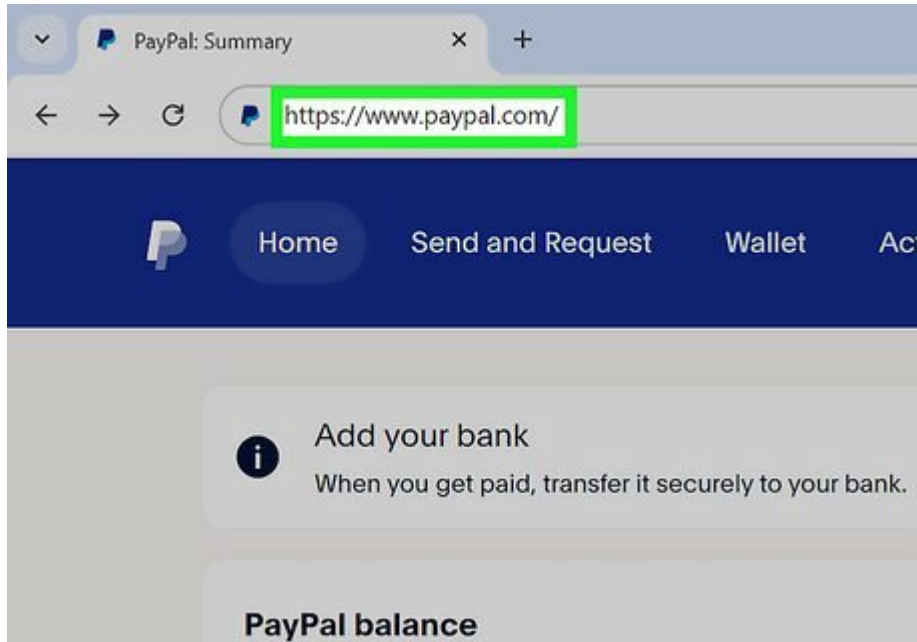 PayPal: Summary
https://www.paypal.com/
Home Send and Request Wallet
Add your bank
When you get paid, transfer it securely to your bank.
PayPal balance